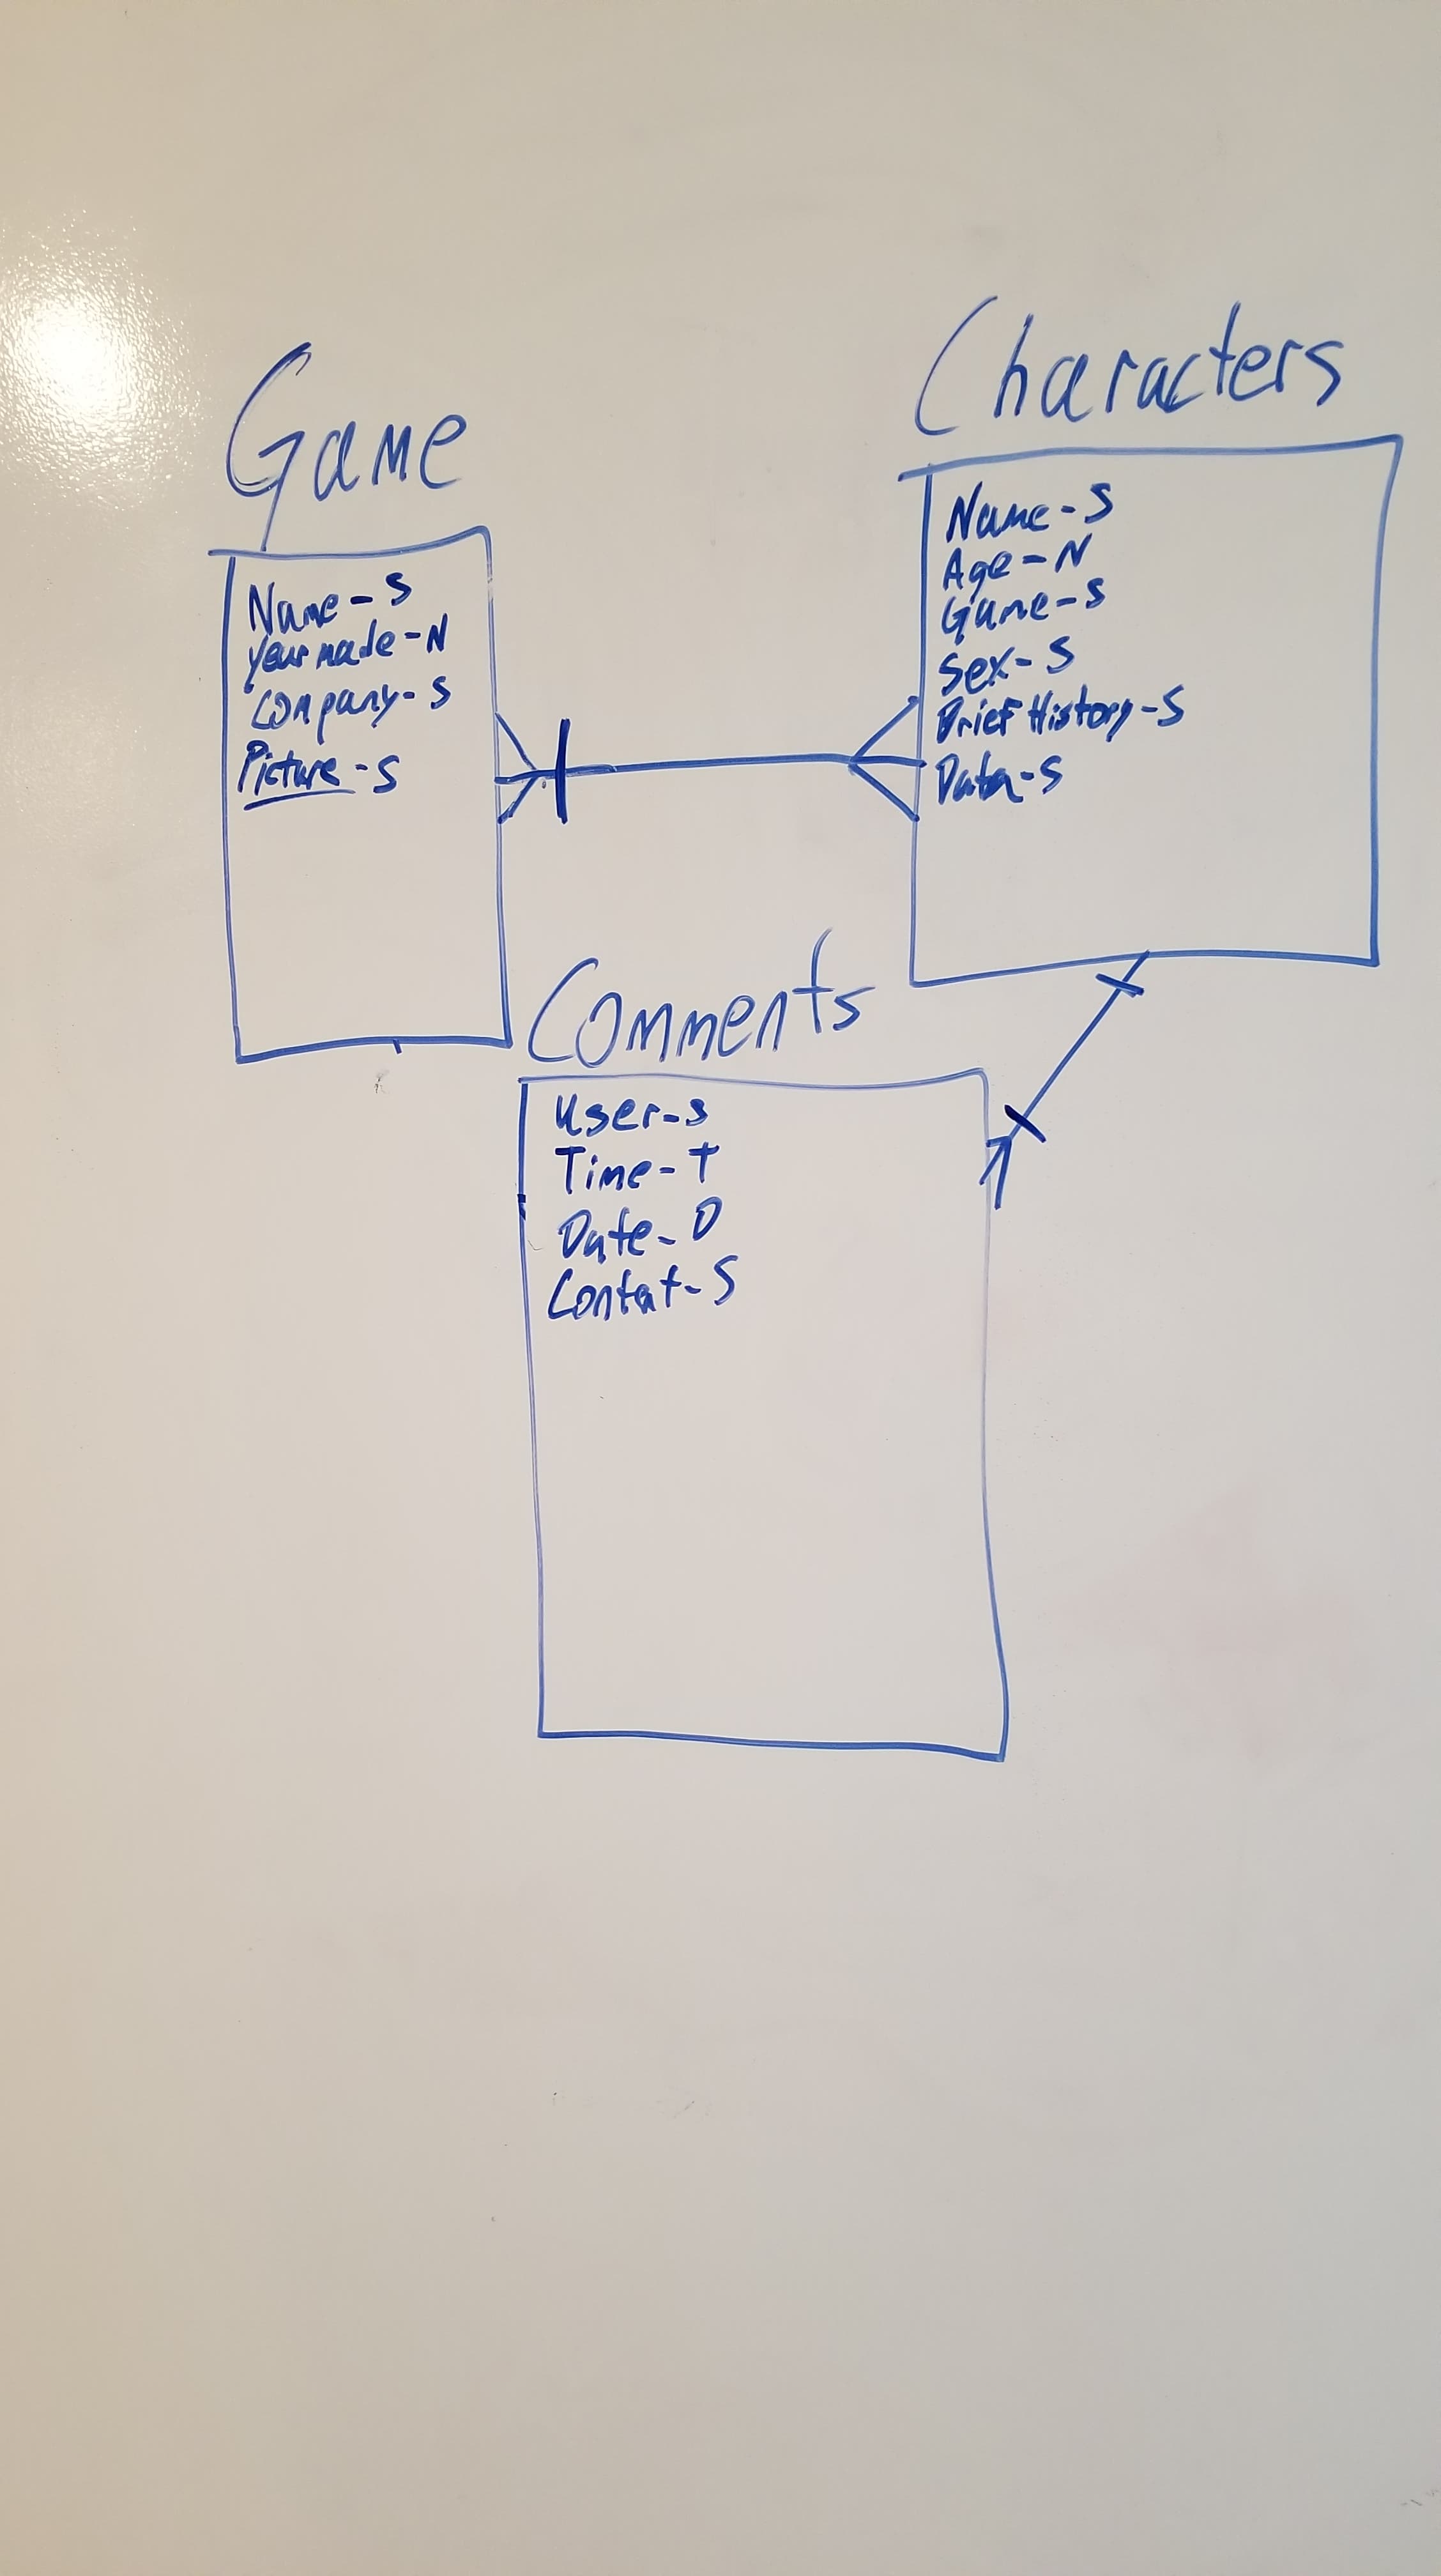 Game
Name - S
year made - N
Company - S
Picture - S
Characters
Name - S
Age - N
Game - S
Sex - S
Brief History - S
Data - S
Comments
User - S
Time - T
Date - D
Contat - S